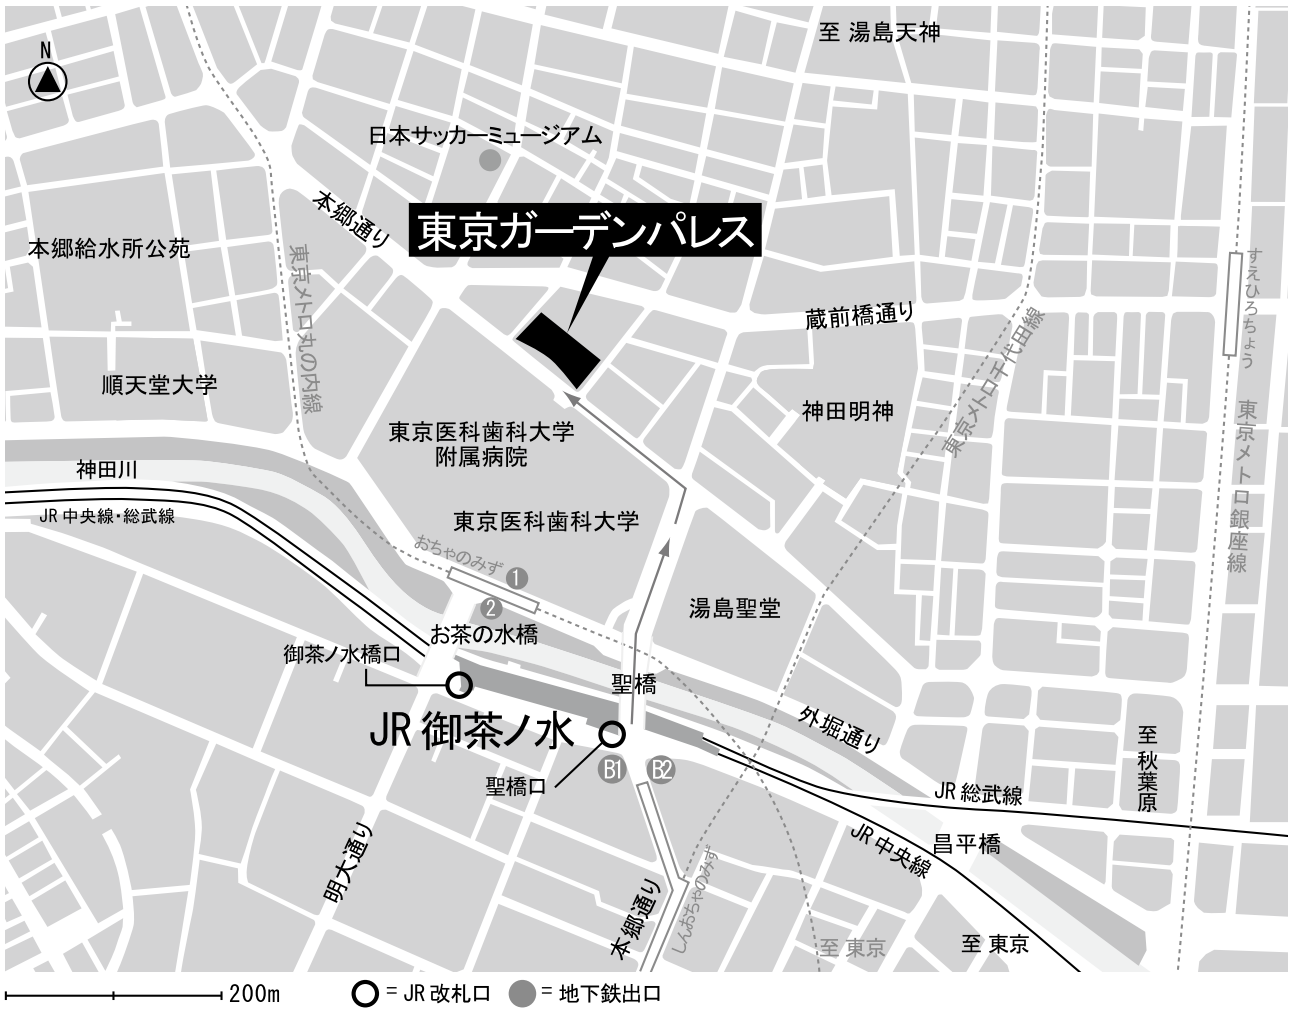 至 湯島天神
N
日本サッカーミュージアム
本郷通り
東京ガーデンパレス
本郷給水所公苑
東京メトロ丸の内線
すえひろちょう
蔵前橋通り
東京メトロ千代田線
順天堂大学
神田明神
東京メトロ銀座線
東京医科歯科大学
附属病院
神田川
JR 中央線・総武線
東京医科歯科大学
おちゃのみず
1
2
湯島聖堂
お茶の水橋
御茶ノ水橋口
聖橋
JR 御茶ノ水
外堀通り
至 秋葉原
B1
B2
聖橋口
JR 総武線
JR 中央線
昌平橋
明大通り
本郷通り
しんおちゃのみず
至 東京
至 東京
200m
= JR 改札口
= 地下鉄出口